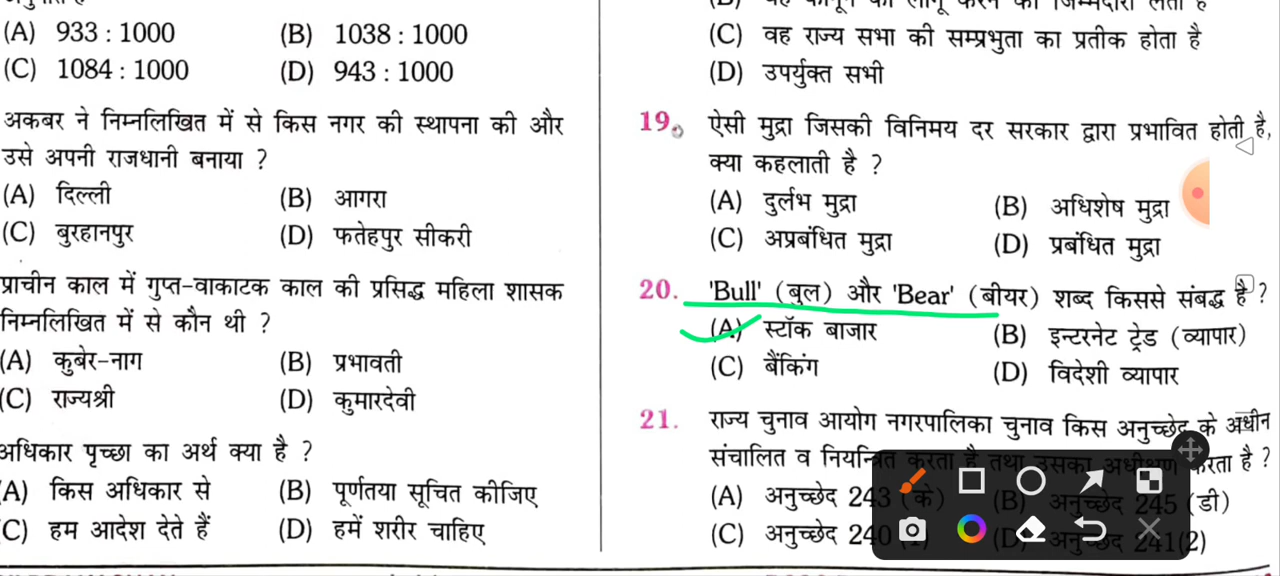 (A) 933 : 1000 (B) 1038 : 1000
(C) 1084 : 1000 (D) 943 : 1000
अकबर ने निम्नलिखित में से किस नगर की स्थापना की और
उसे अपनी राजधानी बनाया ?
(A) दिल्ली (B) आगरा
(C) बुरहानपुर (D) फतेहपुर सीकरी
प्राचीन काल में गुप्त-वाकाटक काल की प्रसिद्ध महिला शासक
निम्नलिखित में से कौन थी ?
(A) कुबेर-नाग (B) प्रभावती
(C) राज्यश्री (D) कुमारदेवी
अधिकार पृच्छा का अर्थ क्या है ?
(A) किस अधिकार से (B) पूर्णतया सूचित कीजिए
(C) हम आदेश देते हैं (D) हमें शरीर चाहिए
(C) वह राज्य सभा की सम्प्रभुता का प्रतीक होता है
(D) उपर्युक्त सभी
19. ऐसी मुद्रा जिसकी विनिमय दर सरकार द्वारा प्रभावित होती है,
क्या कहलाती है ?
(A) दुर्लभ मुद्रा (B) अधिशेष मुद्रा
(C) अप्रबंधित मुद्रा (D) प्रबंधित मुद्रा
20. 'Bull' (बुल) और 'Bear' (बीयर) शब्द किससे संबद्ध है ?
(A) स्टॉक बाजार (B) इन्टरनेट ट्रेड (व्यापार)
(C) बैंकिंग (D) विदेशी व्यापार
21. राज्य चुनाव आयोग नगरपालिका चुनाव किस अनुच्छेद के अधीन
संचालित व नियन्त्रित करता है तथा उसका अधीक्षण करता है ?
(A) अनुच्छेद 243 (के) (B) अनुच्छेद 245 (डी)
(C) अनुच्छेद 240 (1) (D) अनुच्छेद 241(2)